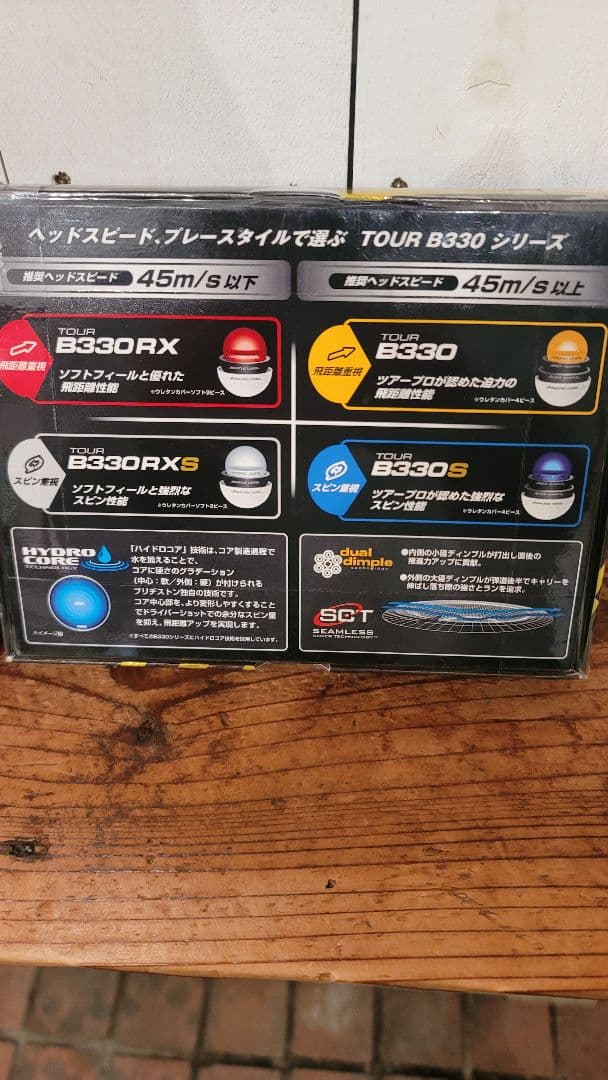 ヘッドスピード、プレースタイルで選ぶ TOUR B330 シリーズ
推奨ヘッドスピード 45m/s 以下
推奨ヘッドスピード 45m/s 以上
飛距離重視
TOUR
B330RX
ソフトフィールと優れた
飛距離性能
※ウレタンカバーソフト3ピース
飛距離重視
TOUR
B330
ツアープロが認めた迫力の
飛距離性能
※ウレタンカバー4ピース
スピン重視
TOUR
B330RXS
ソフトフィールと強烈な
スピン性能
※ウレタンカバーソフト3ピース
スピン重視
TOUR
B330S
ツアープロが認めた強烈な
スピン性能
※ウレタンカバー4ピース
HYDRO
CORE
TECHNOLOGY
※イメージ図
「ハイドロコア」技術は、コア製造過程で
水を加えることで、
コアに硬さのグラデーション
(中心：軟/外側：硬)が付けられる
ブリヂストン独自の技術です。
コア中心部を、より変形しやすくすること
でドライバーショットでの余分なスピン量
を抑え、飛距離アップを実現します。
※すべてのB330シリーズにハイドロコア技術を採用しています。
dual
dimple
technology
●内側の小径ディンプルが打出し直後の
推進力アップに貢献。
●外側の大径ディンプルが弾道後半でキャリーを
伸ばし落ち際の強さとランを追求。
SCT
SEAMLESS
COVER TECHNOLOGY™